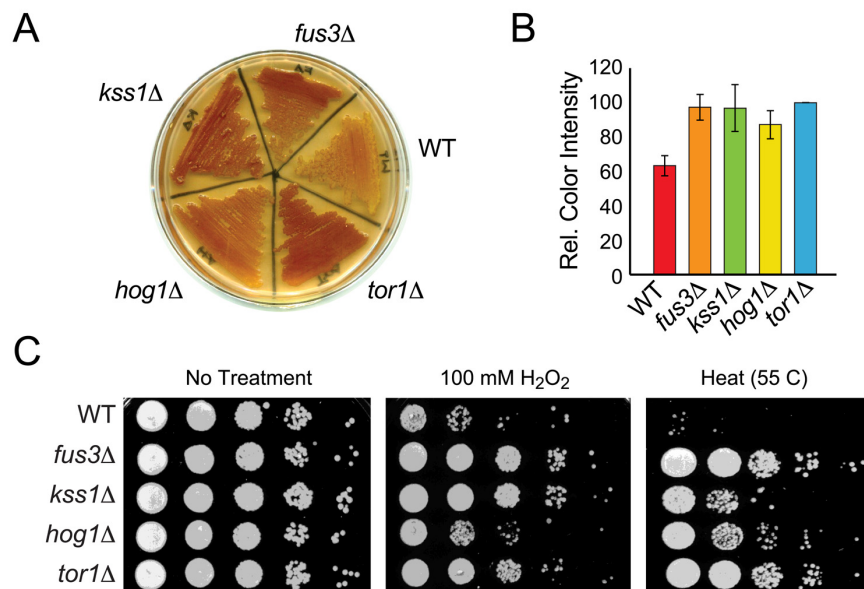 A
fus3Δ
kss1Δ
WT
hog1Δ
tor1Δ
B
Rel. Color Intensity
120
100
80
60
40
20
0
WT
fus3Δ
kss1Δ
hog1Δ
tor1Δ
C
No Treatment
100 mM H₂O₂
Heat (55 C)
WT
fus3Δ
kss1Δ
hog1Δ
tor1Δ